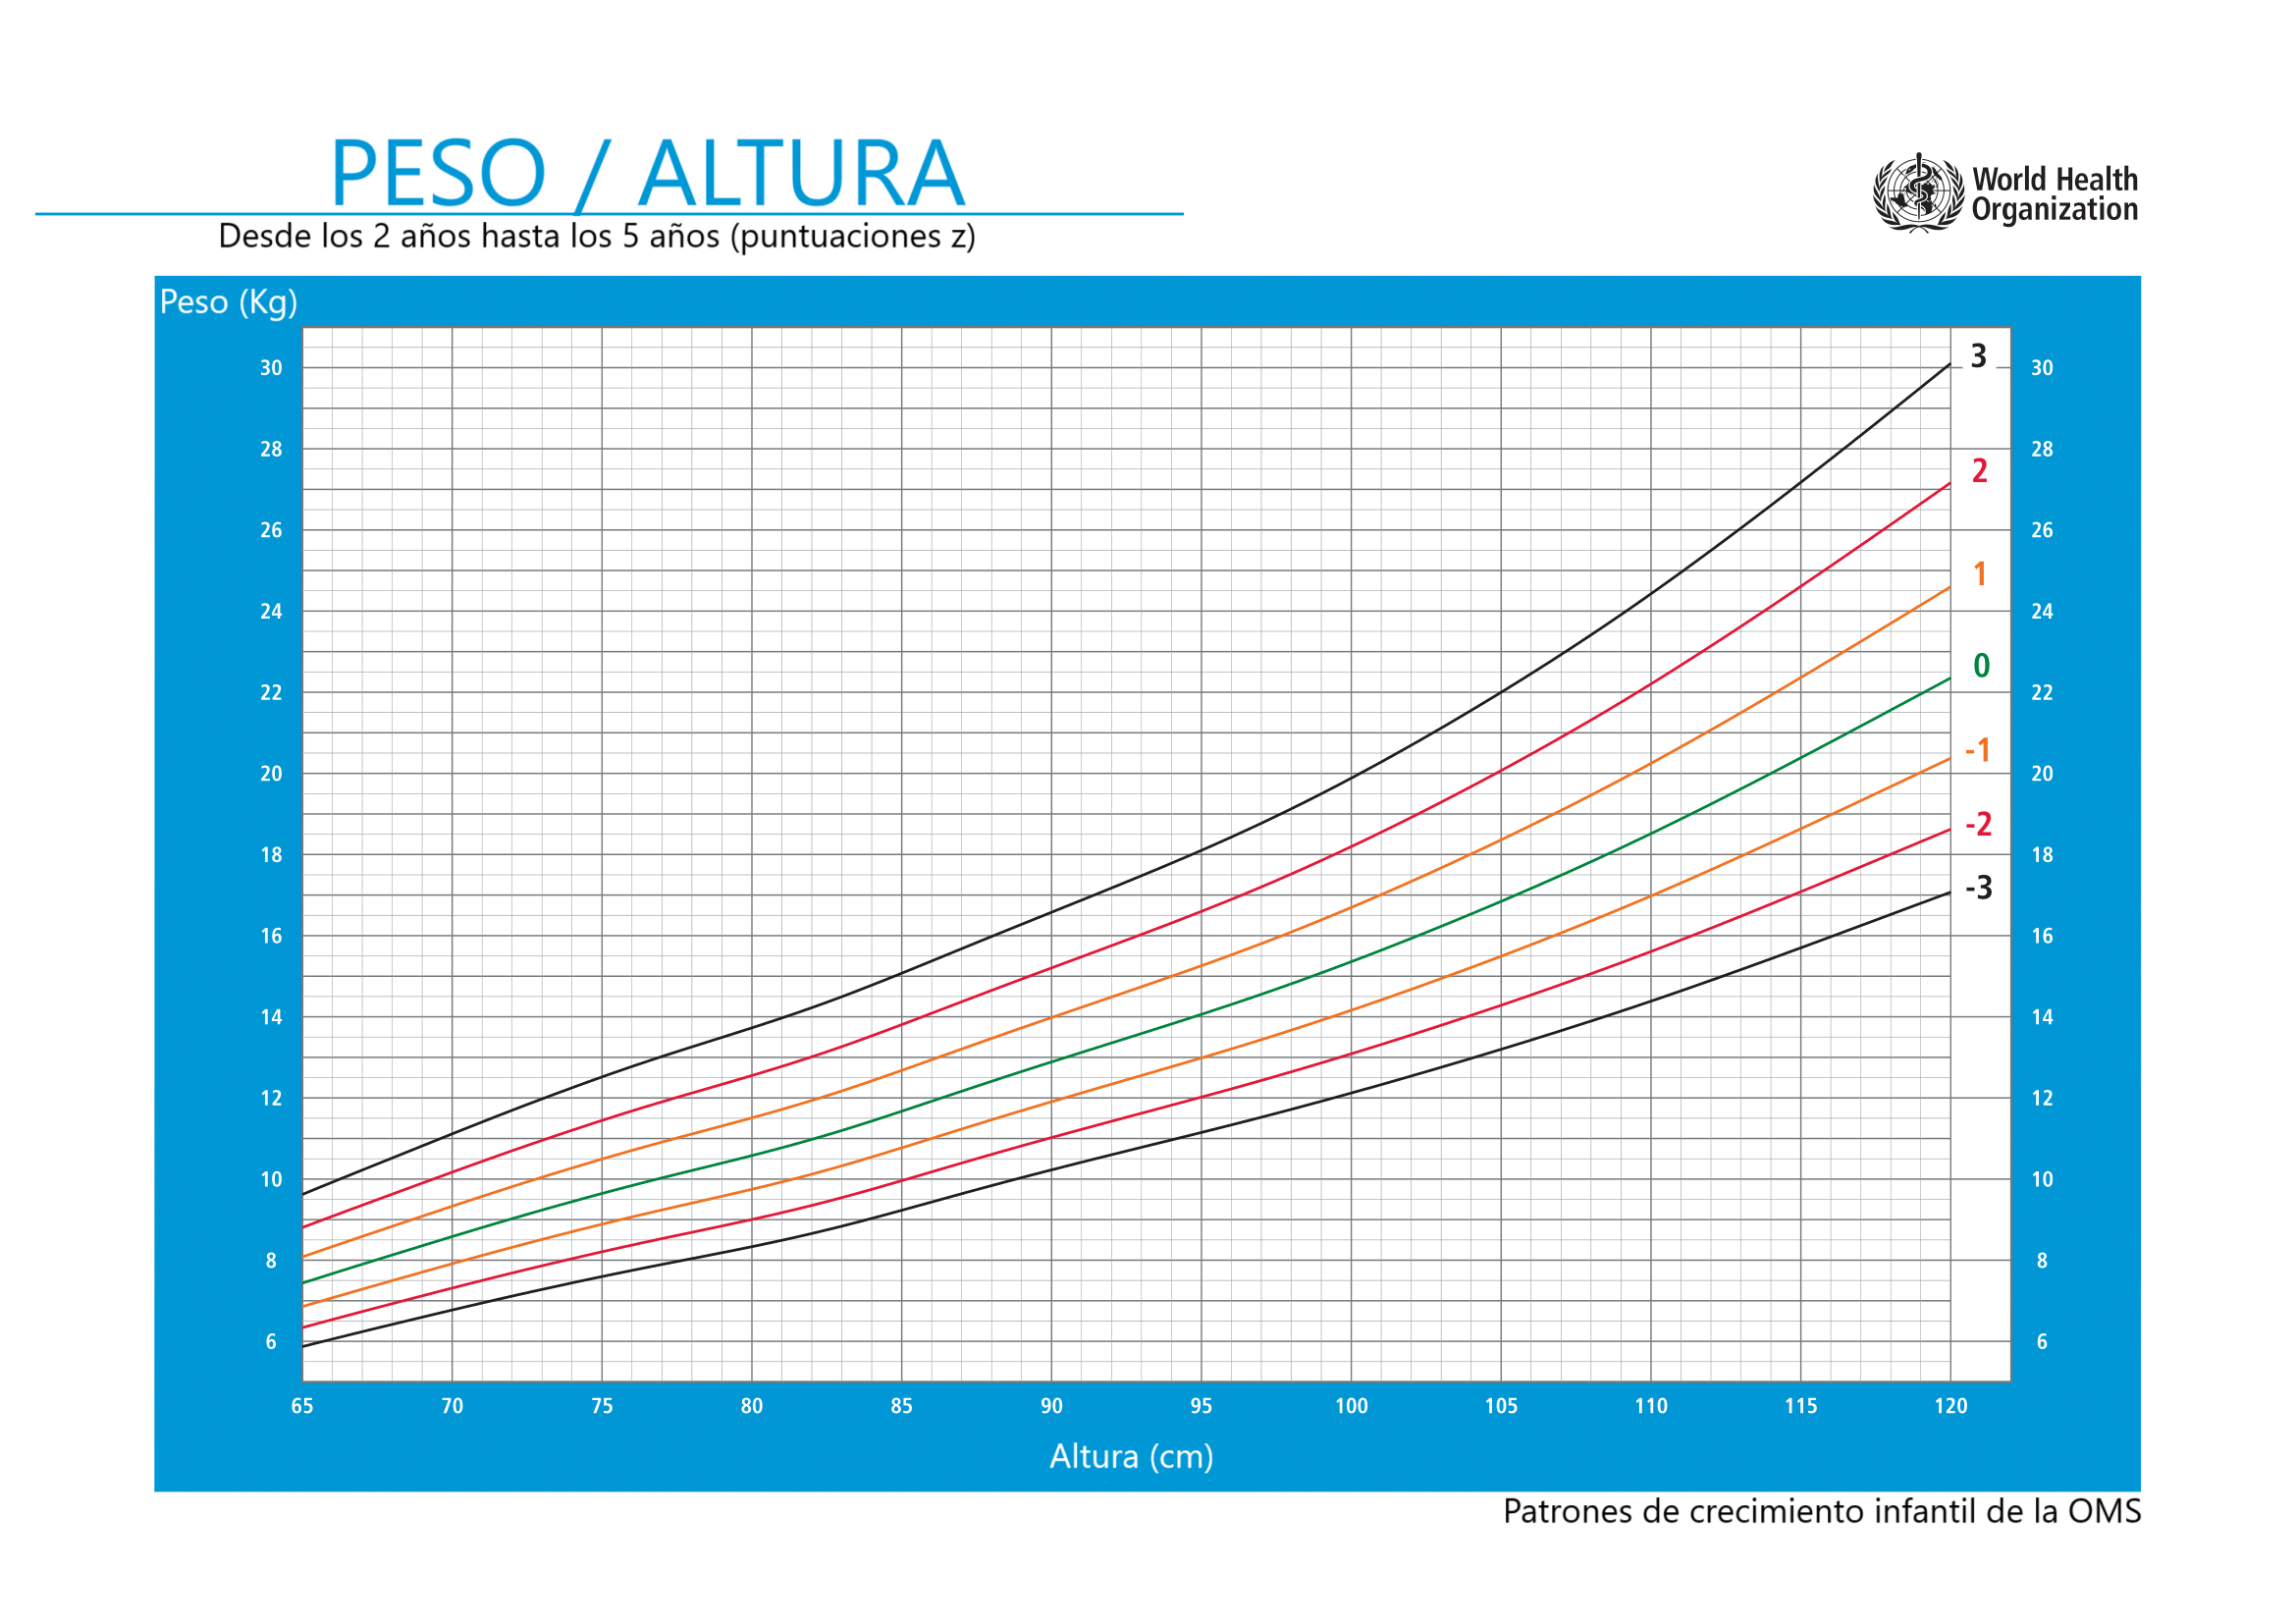 PESO / ALTURA
Desde los 2 años hasta los 5 años (puntuaciones z)
World Health
Organization
Peso (Kg)
30 3 30
28 28
2
26 26
1
24 24
0
22 22
-1
20 20
-2
18 18
-3
16 16
14 14
12 12
10 10
8 8
6 6
65 70 75 80 85 90 95 100 105 110 115 120
Altura (cm)
Patrones de crecimiento infantil de la OMS